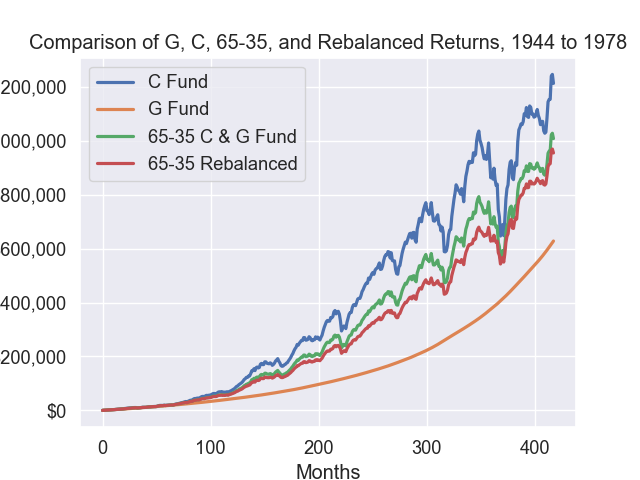 Comparison of G, C, 65-35, and Rebalanced Returns, 1944 to 1978
C Fund
G Fund
65-35 C & G Fund
65-35 Rebalanced
200,000
000,000
800,000
600,000
400,000
200,000
$0
0 100 200 300 400
Months